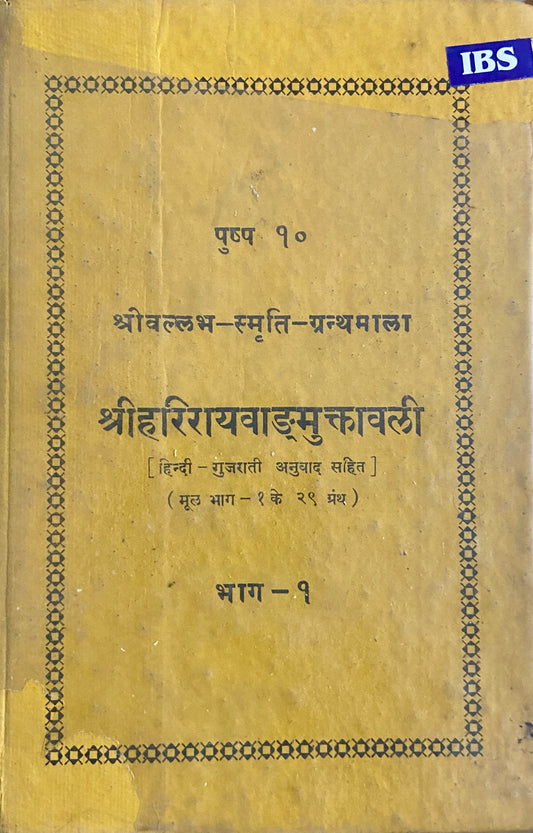 IBS
पुष्प १०
श्रीवल्लभ-स्मृति-ग्रन्थमाला
श्रीहरिरायवाङ्मुक्तावली
[हिन्दी - गुजराती अनुवाद सहित]
(मूल भाग - १ के २९ ग्रंथ)
भाग - १